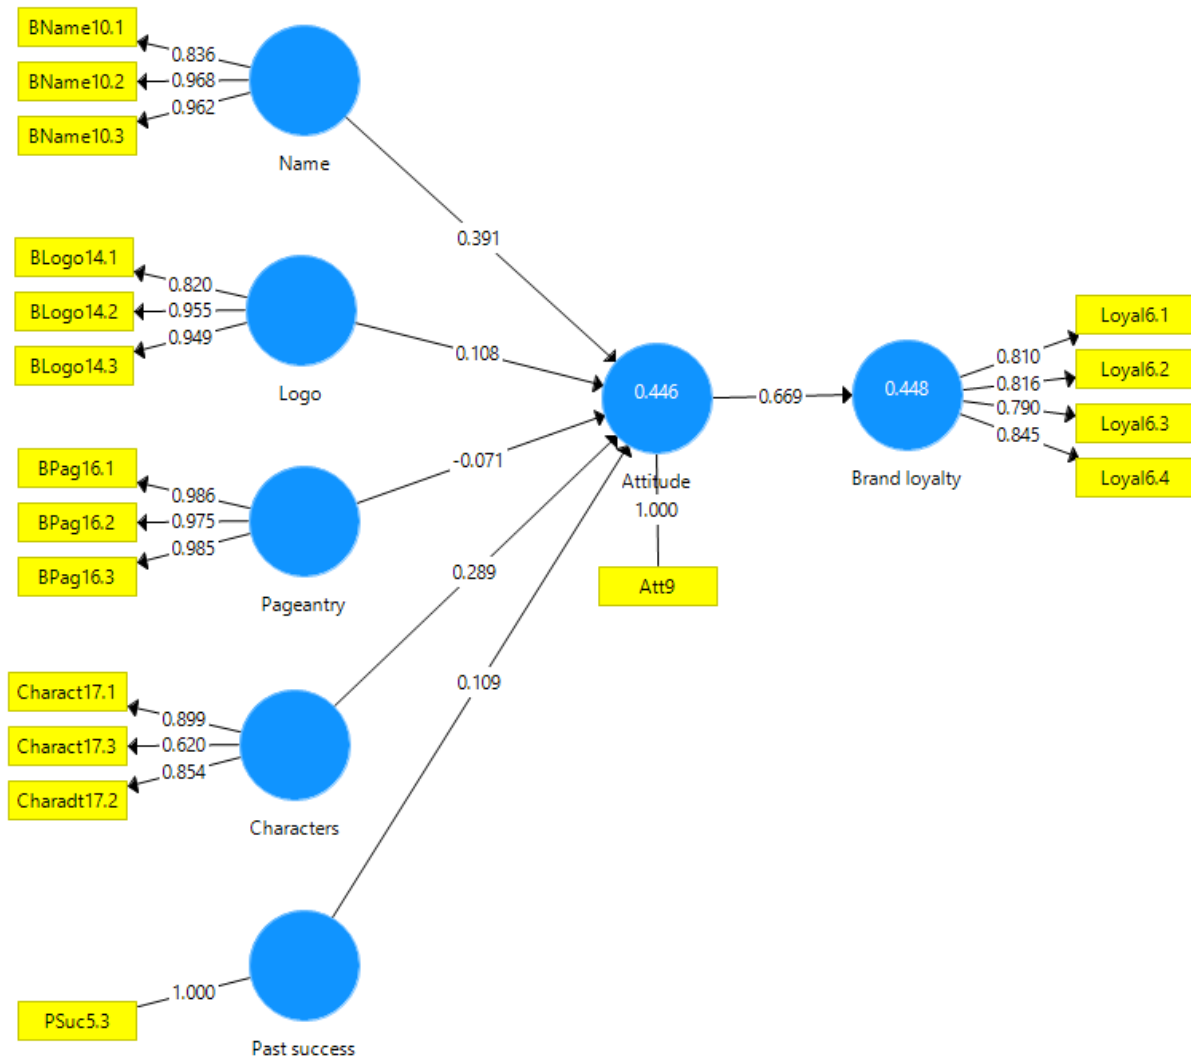 BName10.1
0.836
BName10.2
0.968
0.962
BName10.3
Name
0.391
BLogo14.1
0.820
BLogo14.2
0.955
0.949
BLogo14.3
Logo
0.108
BPag16.1
0.986
BPag16.2
0.975
0.985
BPag16.3
Pageantry
-0.071
Charact17.1
0.899
Charact17.3
0.620
0.854
Charadt17.2
Characters
0.289
PSuc5.3
1.000
Past success
0.109
0.446
Attitude
1.000
Att9
0.669
0.448
Brand loyalty
Loyal6.1
0.810
Loyal6.2
0.816
0.790
Loyal6.3
0.845
Loyal6.4